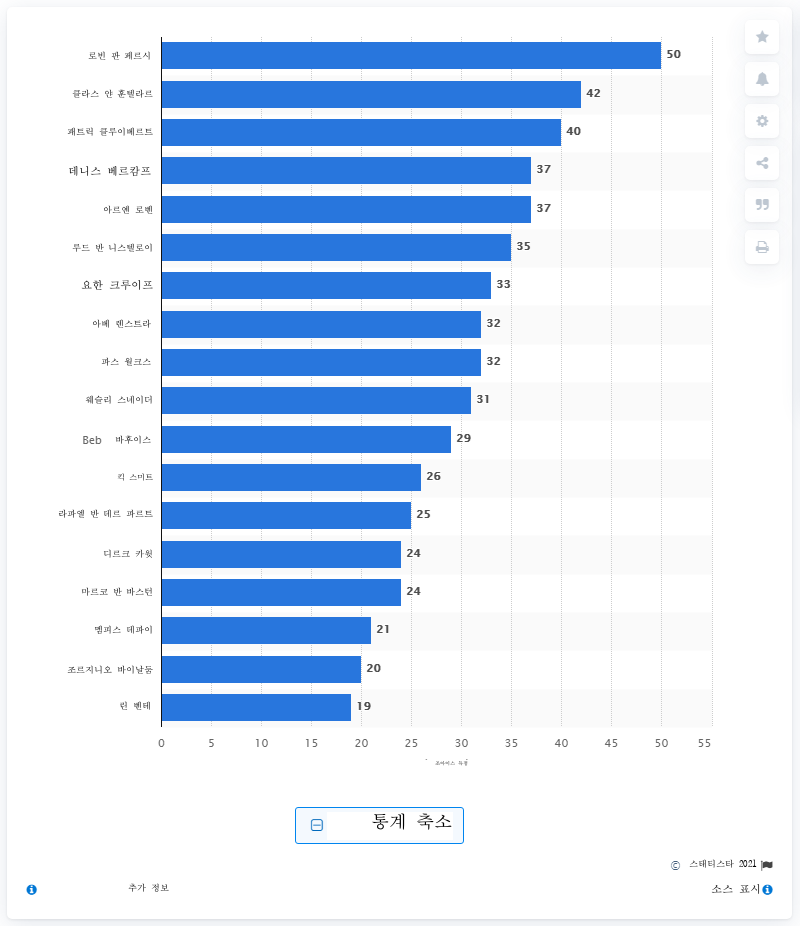 로빈 판 페르시 50
클라스 얀 훈텔라르 42
패트릭 클루이베르트 40
데니스 베르캄프 37
아르옌 로벤 37
루드 반 니스텔로이 35
요한 크루이프 33
아베 렌스트라 32
파스 윌크스 32
웨슬리 스네이더 31
Beb 바후이스 29
킥 스미트 26
라파엘 반 데르 파르트 25
디르크 카윗 24
마르코 반 바스턴 24
멤피스 데파이 21
조르지니오 바이날둠 20
린 벤테 19
0 5 10 15 20 25 30 35 40 45 50 55
통계 축소
© 스태티스타 2021
추가 정보 소스 표시